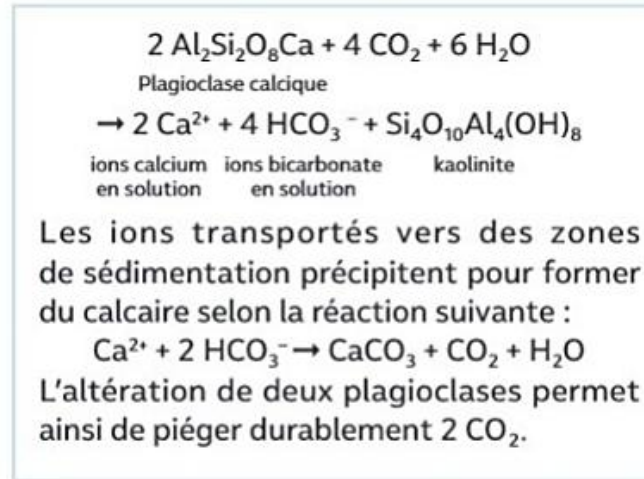 2 Al₂Si₂O₈Ca + 4 CO₂ + 6 H₂O
Plagioclase calcique
→ 2 Ca²⁺ + 4 HCO₃⁻ + Si₄O₁₀Al₄(OH)₈
ions calcium ions bicarbonate kaolinite
en solution en solution
Les ions transportés vers des zones
de sédimentation précipitent pour former
du calcaire selon la réaction suivante :
Ca²⁺ + 2 HCO₃⁻→ CaCO₃ + CO₂ + H₂O
L'altération de deux plagioclases permet
ainsi de piéger durablement 2 CO₂.